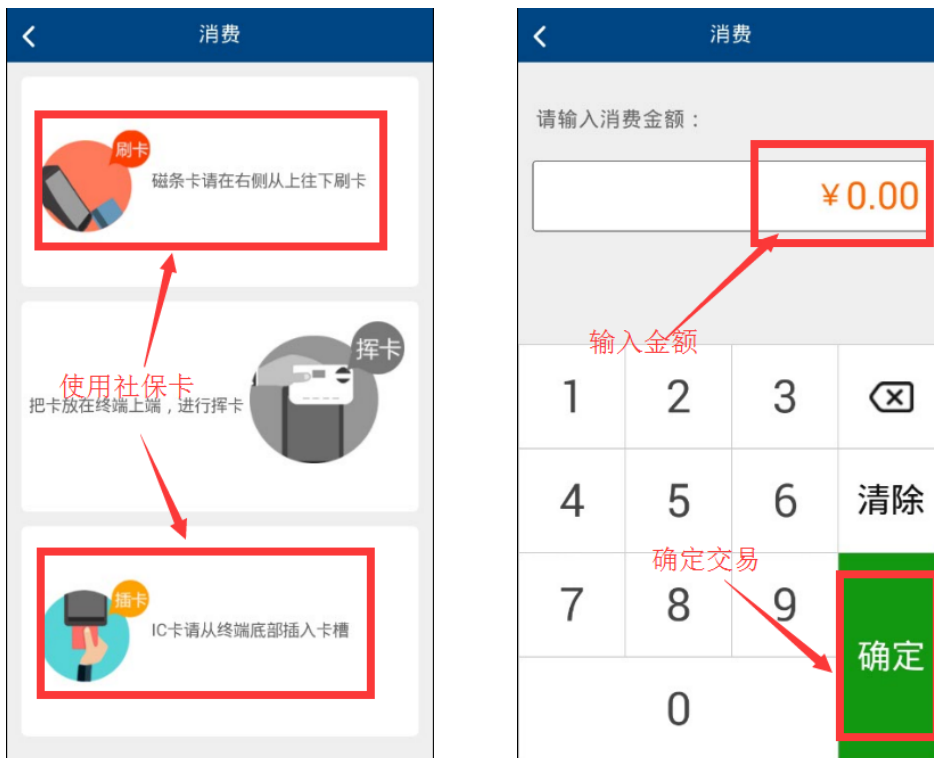 消费
刷卡
磁条卡请在右侧从上往下刷卡
挥卡
使用社保卡
把卡放在终端上端，进行挥卡
插卡
IC卡请从终端底部插入卡槽
消费
请输入消费金额：
¥0.00
输入金额
1 2 3
4 5 6 清除
确定交易
7 8 9
确定
0